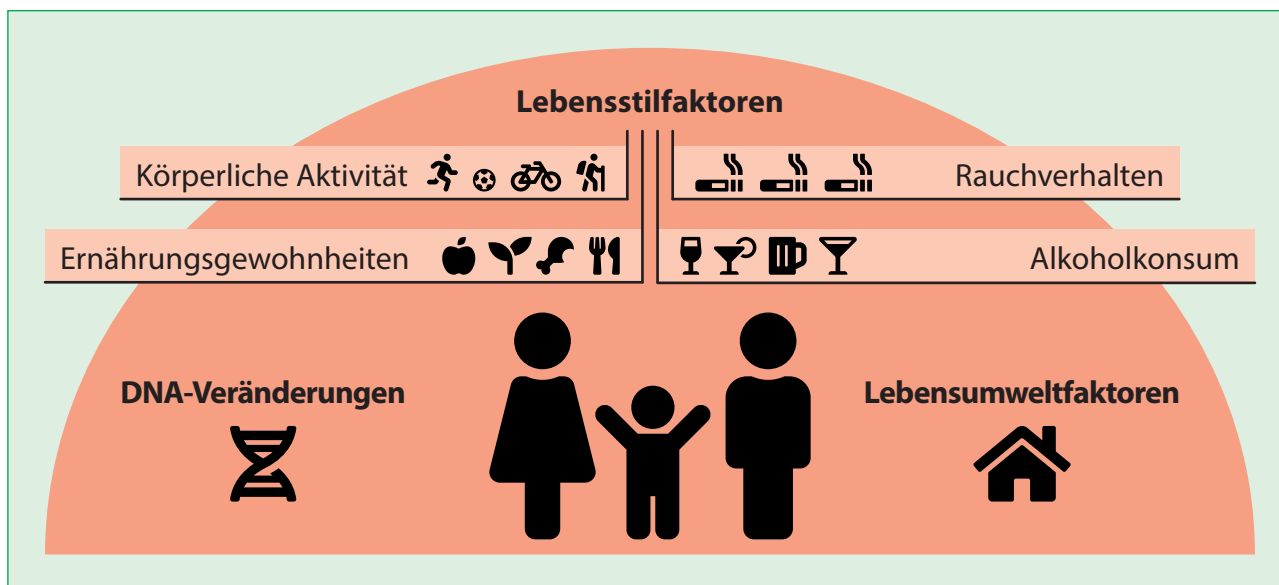 Lebensstilfaktoren
Körperliche Aktivität
Rauchverhalten
Ernährungsgewohnheiten
Alkoholkonsum
DNA-Veränderungen
Lebensumweltfaktoren